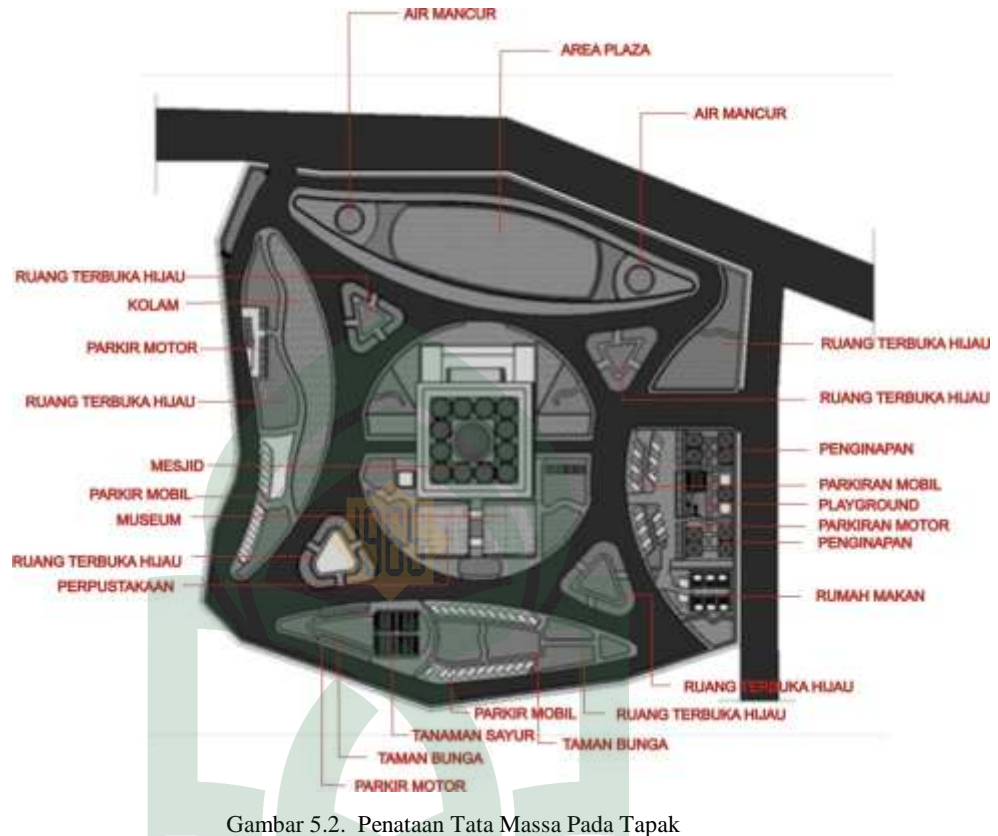 AIR MANCUR
AREA PLAZA
AIR MANCUR
RUANG TERBUKA HIJAU
KOLAM
PARKIR MOTOR
RUANG TERBUKA HIJAU
MESJID
PARKIR MOBIL
MUSEUM
RUANG TERBUKA HIJAU
PERPUSTAKAAN
RUANG TERBUKA HIJAU
RUANG TERBUKA HIJAU
PENGINAPAN
PARKIRAN MOBIL
PLAYGROUND
PARKIRAN MOTOR
PENGINAPAN
RUMAH MAKAN
RUANG TERBUKA HIJAU
PARKIR MOBIL
RUANG TERBUKA HIJAU
TANAMAN SAYUR
TAMAN BUNGA
TAMAN BUNGA
PARKIR MOTOR
Gambar 5.2. Penataan Tata Massa Pada Tapak